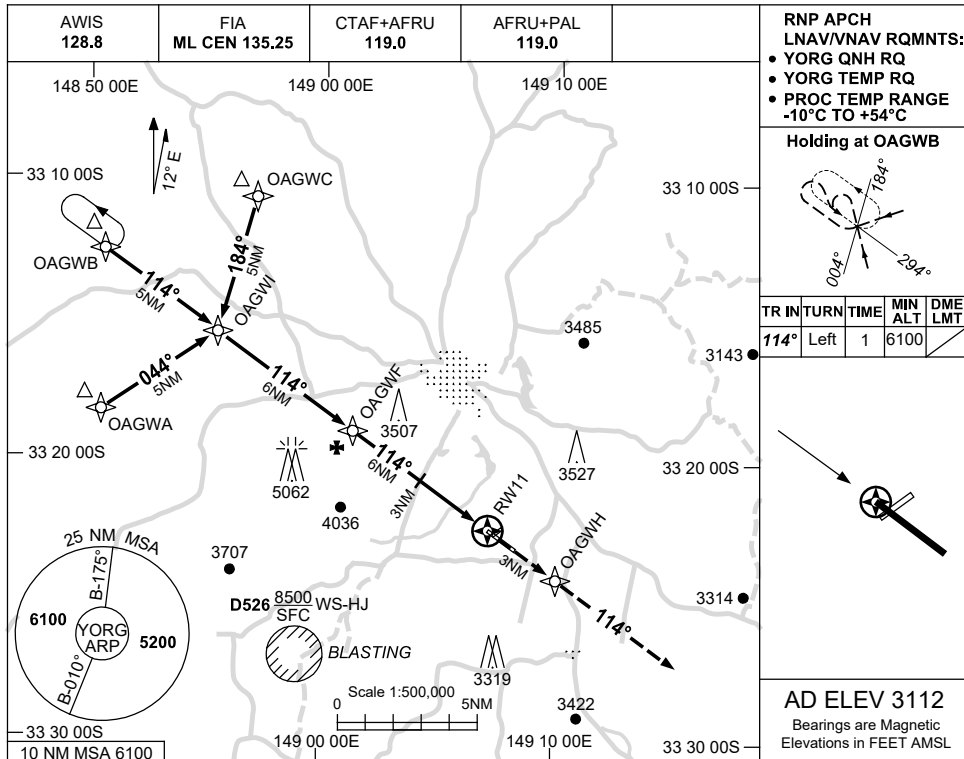 AWIS
128.8
FIA
ML CEN 135.25
CTAF+AFRU
119.0
AFRU+PAL
119.0
RNP APCH
LNAV/VNAV RQMNTS:
• YORG QNH RQ
• YORG TEMP RQ
• PROC TEMP RANGE
-10°C TO +54°C
148 50 00E
149 00 00E
149 10 00E
Holding at OAGWB
184°
004°
294°
TR IN TURN TIME MIN ALT DME LMT
114° Left 1 6100
33 10 00S
33 10 00S
12° E
OAGWC
OAGWB
184°
5NM
114°
5NM
OAGWI
044°
5NM
OAGWA
114°
6NM
OAGWF
3485
3143
3507
3527
33 20 00S
33 20 00S
114°
6NM
3NM
5062
4036
RW11
3NM
OAGWH
114°
3707
3314
25 NM MSA
B-175°
6100
YORG
ARP
5200
B-010°
D526 8500 WS-HJ
SFC
BLASTING
3319
3422
Scale 1:500,000
0 5NM
33 30 00S
33 30 00S
149 00 00E
149 10 00E
10 NM MSA 6100
AD ELEV 3112
Bearings are Magnetic
Elevations in FEET AMSL